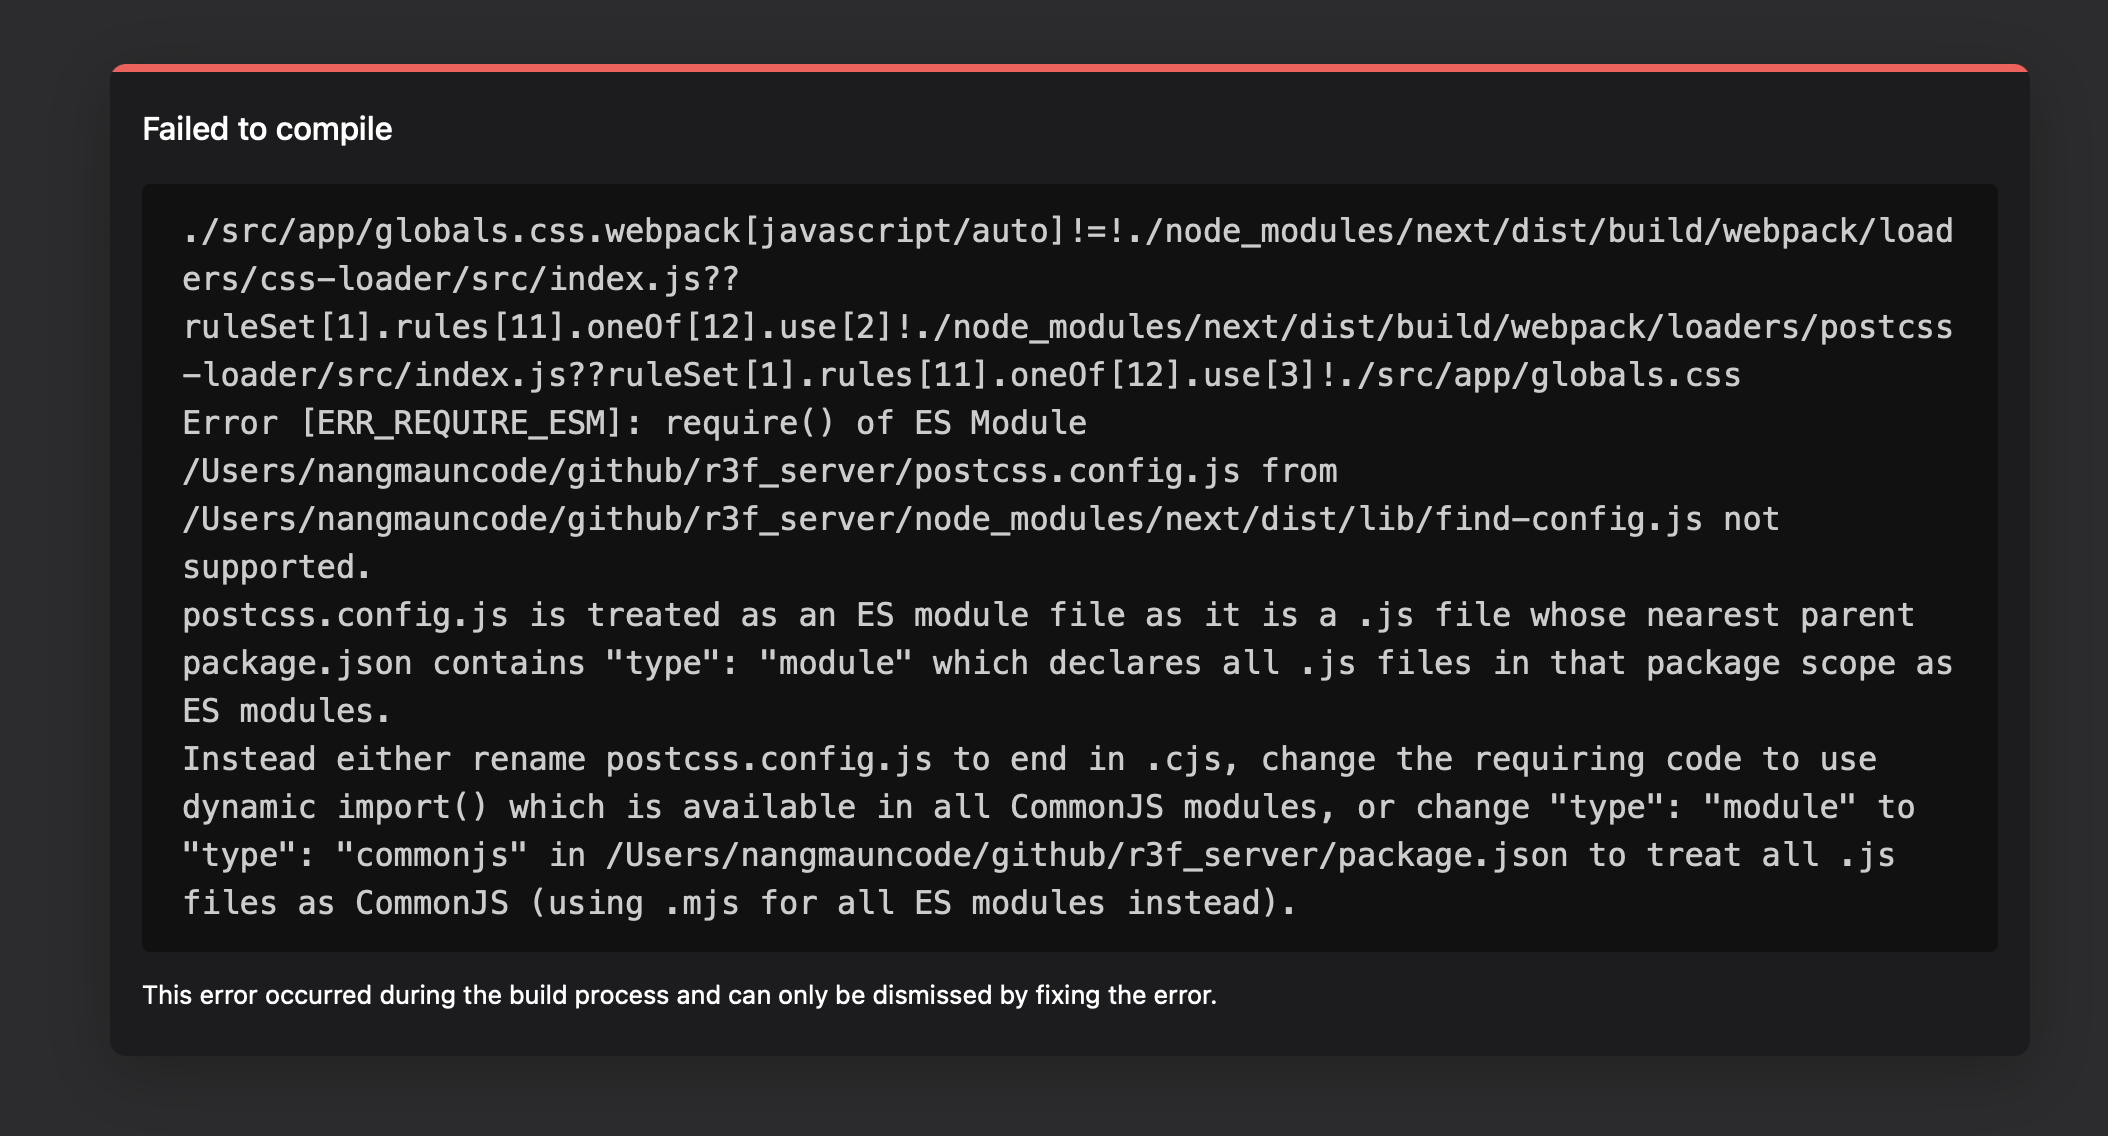 Failed to compile
./src/app/globals.css.webpack[javascript/auto]!=!./node_modules/next/dist/build/webpack/load
ers/css-loader/src/index.js??
ruleSet[1].rules[11].oneOf[12].use[2]!./node_modules/next/dist/build/webpack/loaders/postcss
-loader/src/index.js??ruleSet[1].rules[11].oneOf[12].use[3]!./src/app/globals.css
Error [ERR_REQUIRE_ESM]: require() of ES Module
/Users/nangmauncode/github/r3f_server/postcss.config.js from
/Users/nangmauncode/github/r3f_server/node_modules/next/dist/lib/find-config.js not
supported.
postcss.config.js is treated as an ES module file as it is a .js file whose nearest parent
package.json contains "type": "module" which declares all .js files in that package scope as
ES modules.
Instead either rename postcss.config.js to end in .cjs, change the requiring code to use
dynamic import() which is available in all CommonJS modules, or change "type": "module" to
"type": "commonjs" in /Users/nangmauncode/github/r3f_server/package.json to treat all .js
files as CommonJS (using .mjs for all ES modules instead).
This error occurred during the build process and can only be dismissed by fixing the error.